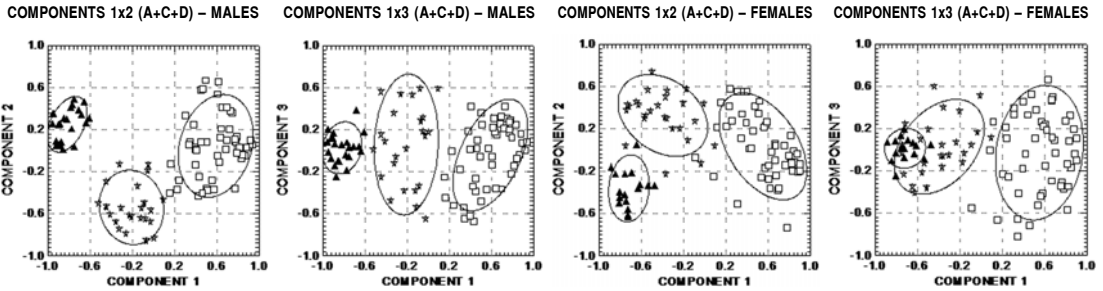 COMPONENTS 1x2 (A+C+D) – MALES
COMPONENTS 1x3 (A+C+D) – MALES
COMPONENTS 1x2 (A+C+D) – FEMALES
COMPONENTS 1x3 (A+C+D) – FEMALES
COMPONENT 2
1.0
0.6
0.2
-0.2
-0.6
-1.0
-1.0 -0.6 -0.2 0.2 0.6 1.0
COMPONENT 1
COMPONENT 3
1.0
0.6
0.2
-0.2
-0.6
-1.0
-1.0 -0.6 -0.2 0.2 0.6 1.0
COMPONENT 1
COMPONENT 2
1.0
0.6
0.2
-0.2
-0.6
-1.0
-1.0 -0.6 -0.2 0.2 0.6 1.0
COMPONENT 1
COMPONENT 3
1.0
0.6
0.2
-0.2
-0.6
-1.0
-1.0 -0.6 -0.2 0.2 0.6 1.0
COMPONENT 1